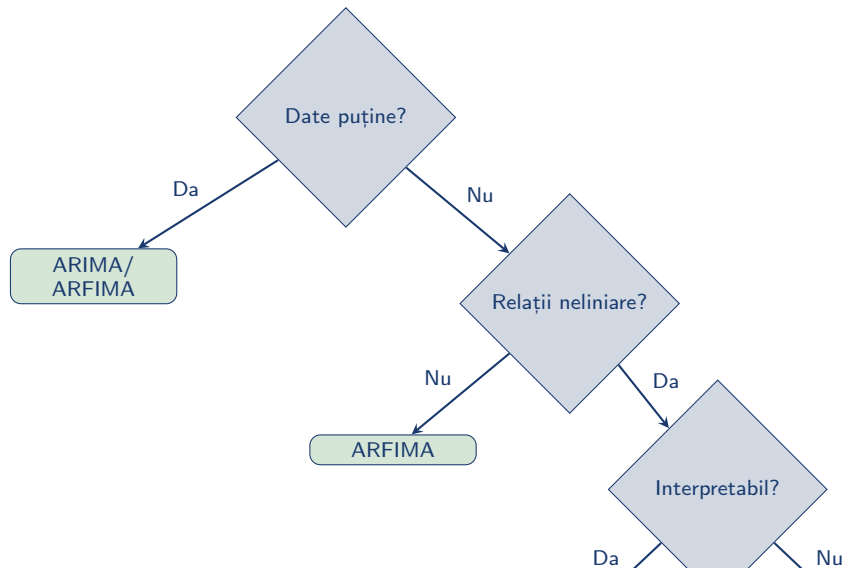 Date puține?
Da
Nu
ARIMA/
ARFIMA
Relații neliniare?
Nu
Da
ARFIMA
Interpretabil?
Da
Nu